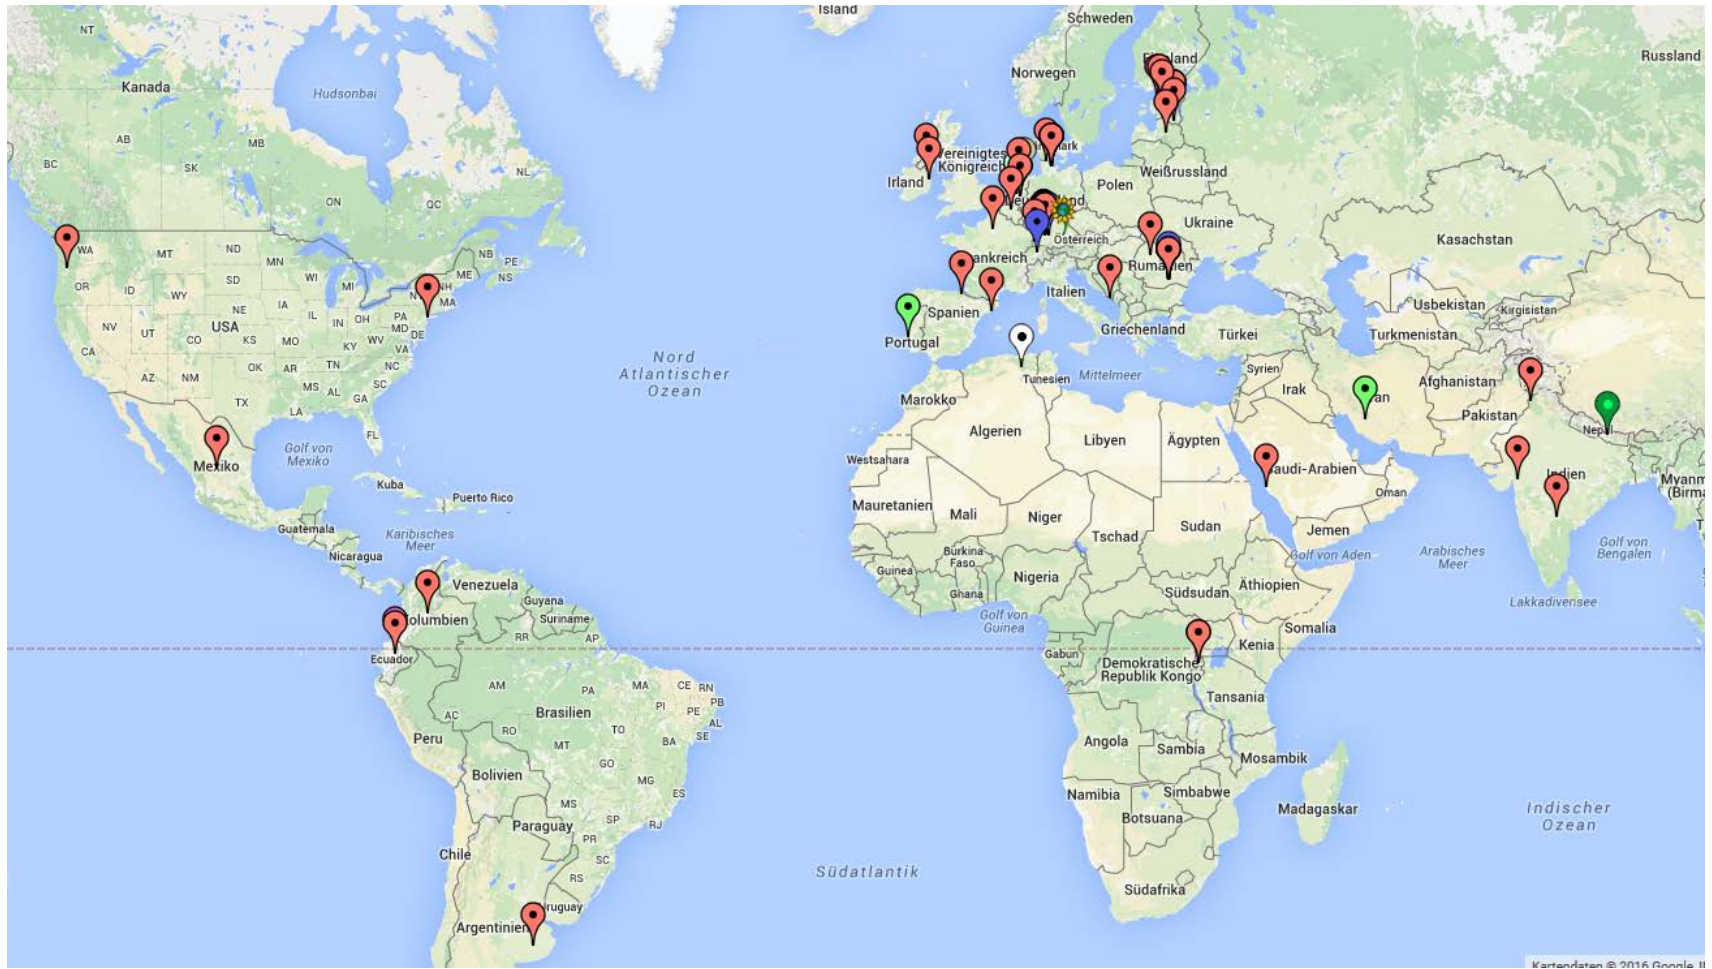 Island
Schweden
NT
Russland
Norwegen
Kanada
Hudsonbai
AB
MB
Vereinigtes
Königreich
BC
SK
NL
Weißrussland
Irland
Polen
ON
QC
Ukraine
WA
Österreich
Kasachstan
MT
ND
MN
NB
PE
ME
NS
Rumänien
OR
ID
SD
WI
MI
NH
Italien
WY
MA
NE
IA
Usbekistan
Kirgisistan
NV
UT
USA
IL
IN
OH
PA
Spanien
CO
KS
MO
MD
DE
Griechenland
Türkei
Turkmenistan
KY
WV
VA
Portugal
CA
Nord
Atlantischer
Ozean
OK
AR
TN
NC
Syrien
AZ
NM
Tunesien
Mittelmeer
Irak
Afghanistan
MS
AL
SC
GA
Marokko
TX
LA
Pakistan
FL
Algerien
Libyen
Ägypten
Nepal
Golf von
Mexiko
Mexiko
Westsahara
Saudi-Arabien
Indien
Kuba
Puerto Rico
Oman
Myanm
(Birma
Mauretanien
Mali
Niger
Guatemala
Karibisches
Meer
Sudan
Jemen
Tschad
Golf von
Bengalen
Nicaragua
Burkina
Faso
Golf von Aden
Arabisches
Meer
Guinea
Nigeria
Venezuela
Äthiopien
Ghana
Südsudan
Guyana
Lakkadivensee
Kolumbien
Suriname
Golf von
Guinea
RR
AP
Somalia
Kenia
Gabun
Ecuador
Demokratische
Republik Kongo
AM
PA
MA
CE
RN
Tansania
PB
PI
PE
Brasilien
AC
AL
RO
TO
SE
Peru
MT
BA
Angola
Sambia
Mosambik
GO
Bolivien
MG
Namibia
Simbabwe
ES
MS
Madagaskar
Indischer
Ozean
Botsuana
SP
Paraguay
RJ
PR
Chile
SC
Südatlantik
RS
Südafrika
Uruguay
Argentinien
Kartendaten © 2016 Google,